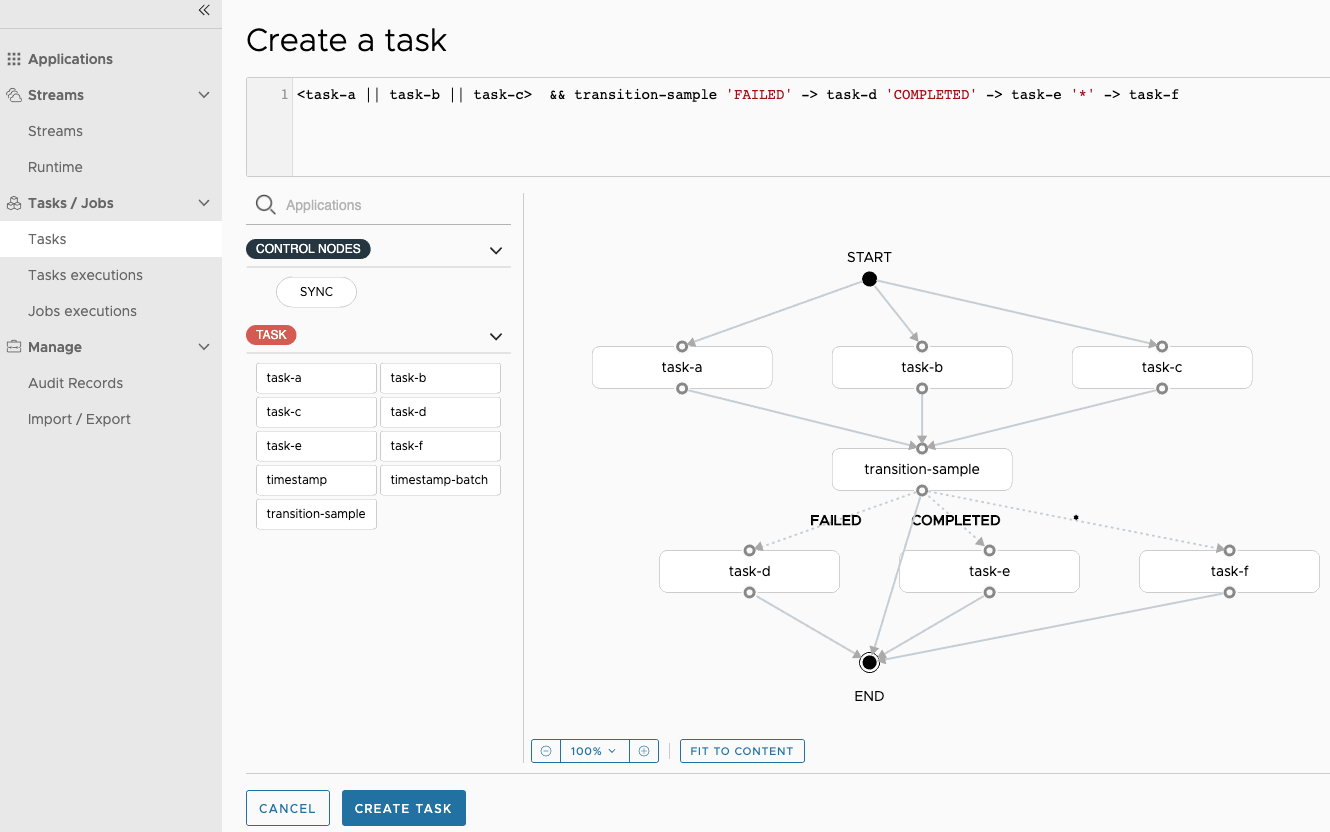 Applications
Streams
Streams
Runtime
Tasks / Jobs
Tasks
Tasks executions
Jobs executions
Manage
Audit Records
Import / Export
Create a task
1 <task-a || task-b || task-c>  && transition-sample 'FAILED' -> task-d 'COMPLETED' -> task-e '*' -> task-f
Applications
CONTROL NODES
SYNC
TASK
task-a task-b
task-c task-d
task-e task-f
timestamp timestamp-batch
transition-sample
START
task-a task-b task-c
transition-sample
FAILED COMPLETED *
task-d task-e task-f
END
100% FIT TO CONTENT
CANCEL CREATE TASK